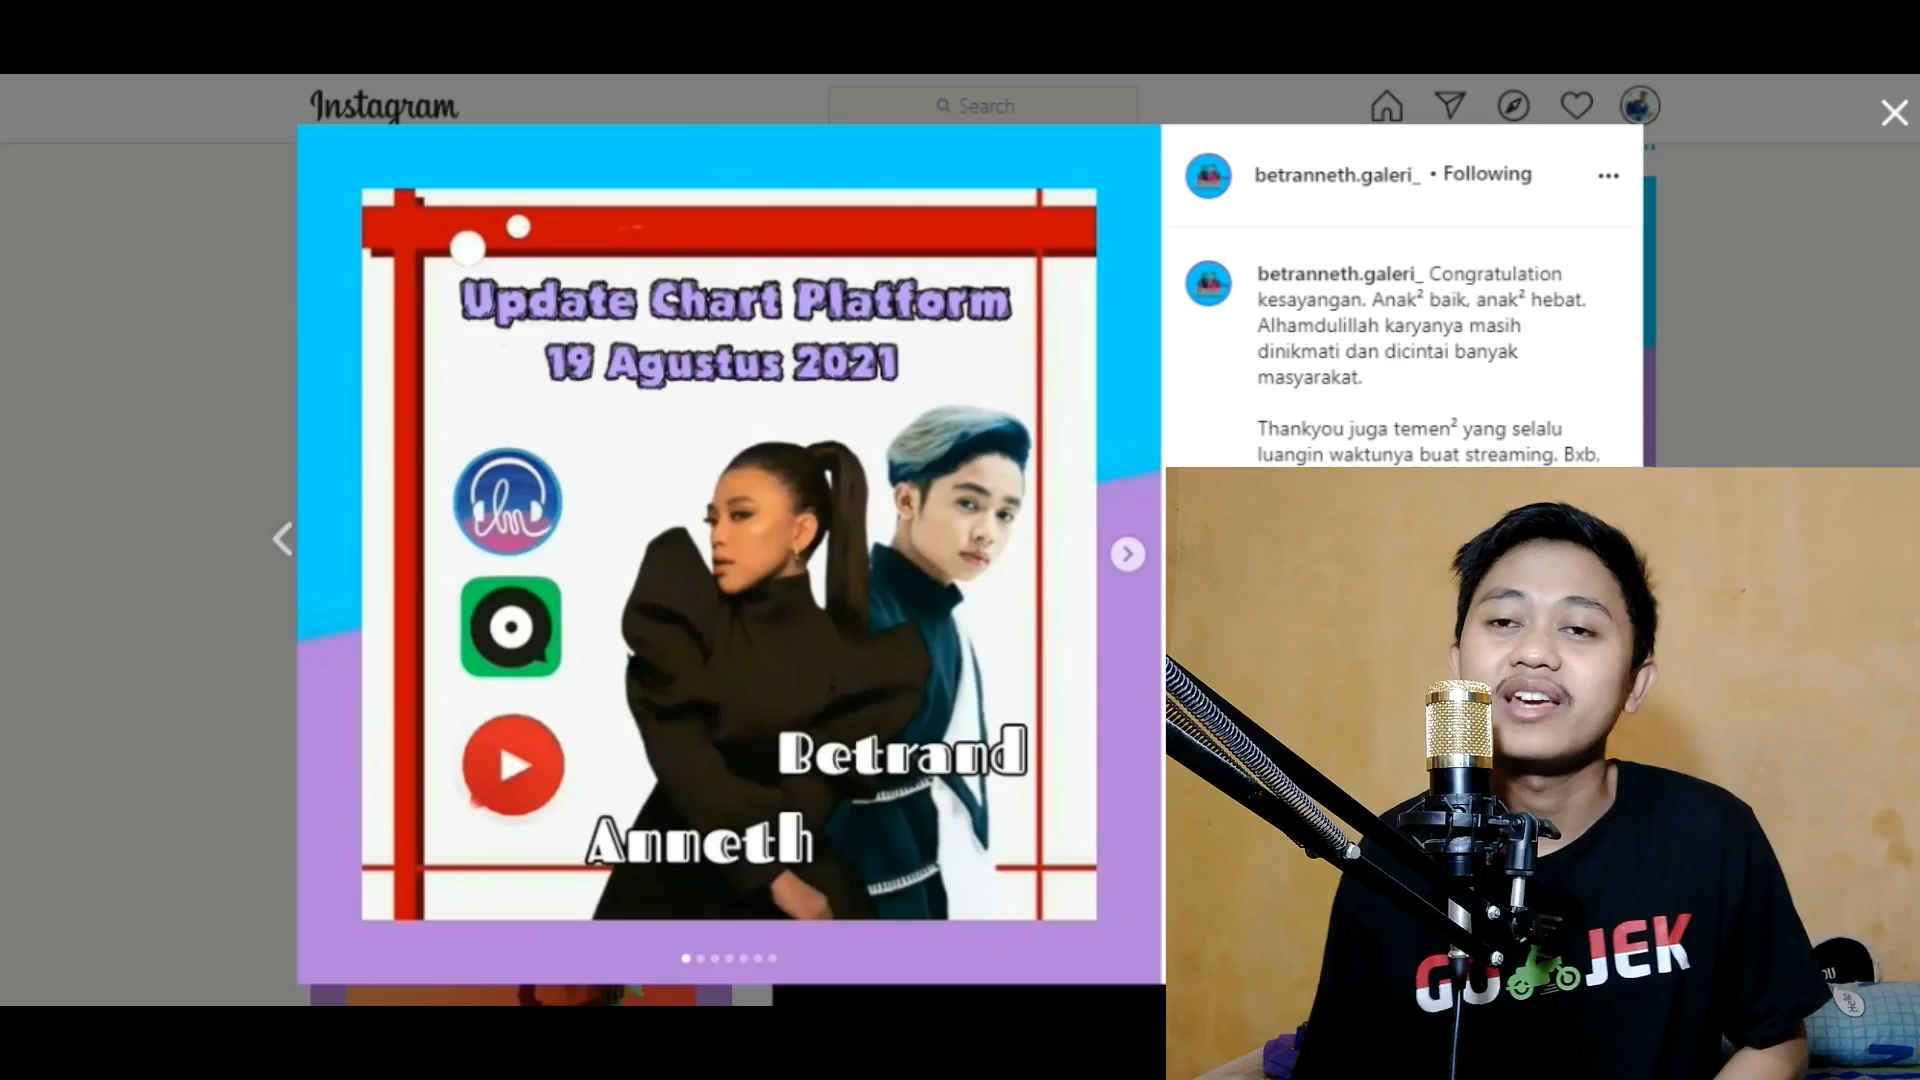 Instagram
Search
betranneth.galeri_ • Following
Update Chart Platform
19 Agustus 2021
Betrand
Anneth
betranneth.galeri_ Congratulation
kesayangan. Anak² baik, anak² hebat.
Alhamdulillah karyanya masih
dinikmati dan dicintai banyak
masyarakat.
Thankyou juga temen² yang selalu
luangin waktunya buat streaming. Bxb,
GOJEK
Hello